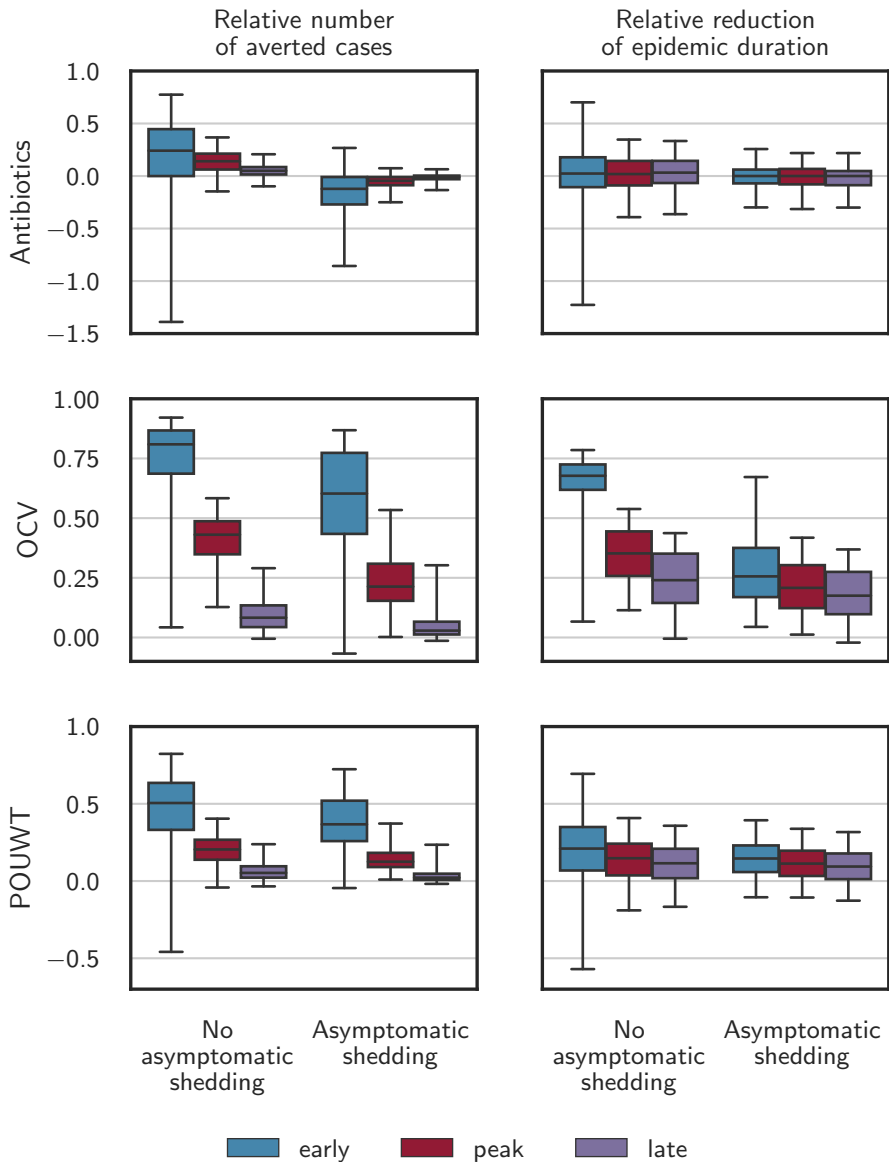 Relative number
of averted cases
Relative reduction
of epidemic duration
Antibiotics
1.0
0.5
0.0
−0.5
−1.0
−1.5
OCV
1.00
0.75
0.50
0.25
0.00
POUWT
1.0
0.5
0.0
−0.5
No
asymptomatic
shedding
Asymptomatic
shedding
No
asymptomatic
shedding
Asymptomatic
shedding
early peak late